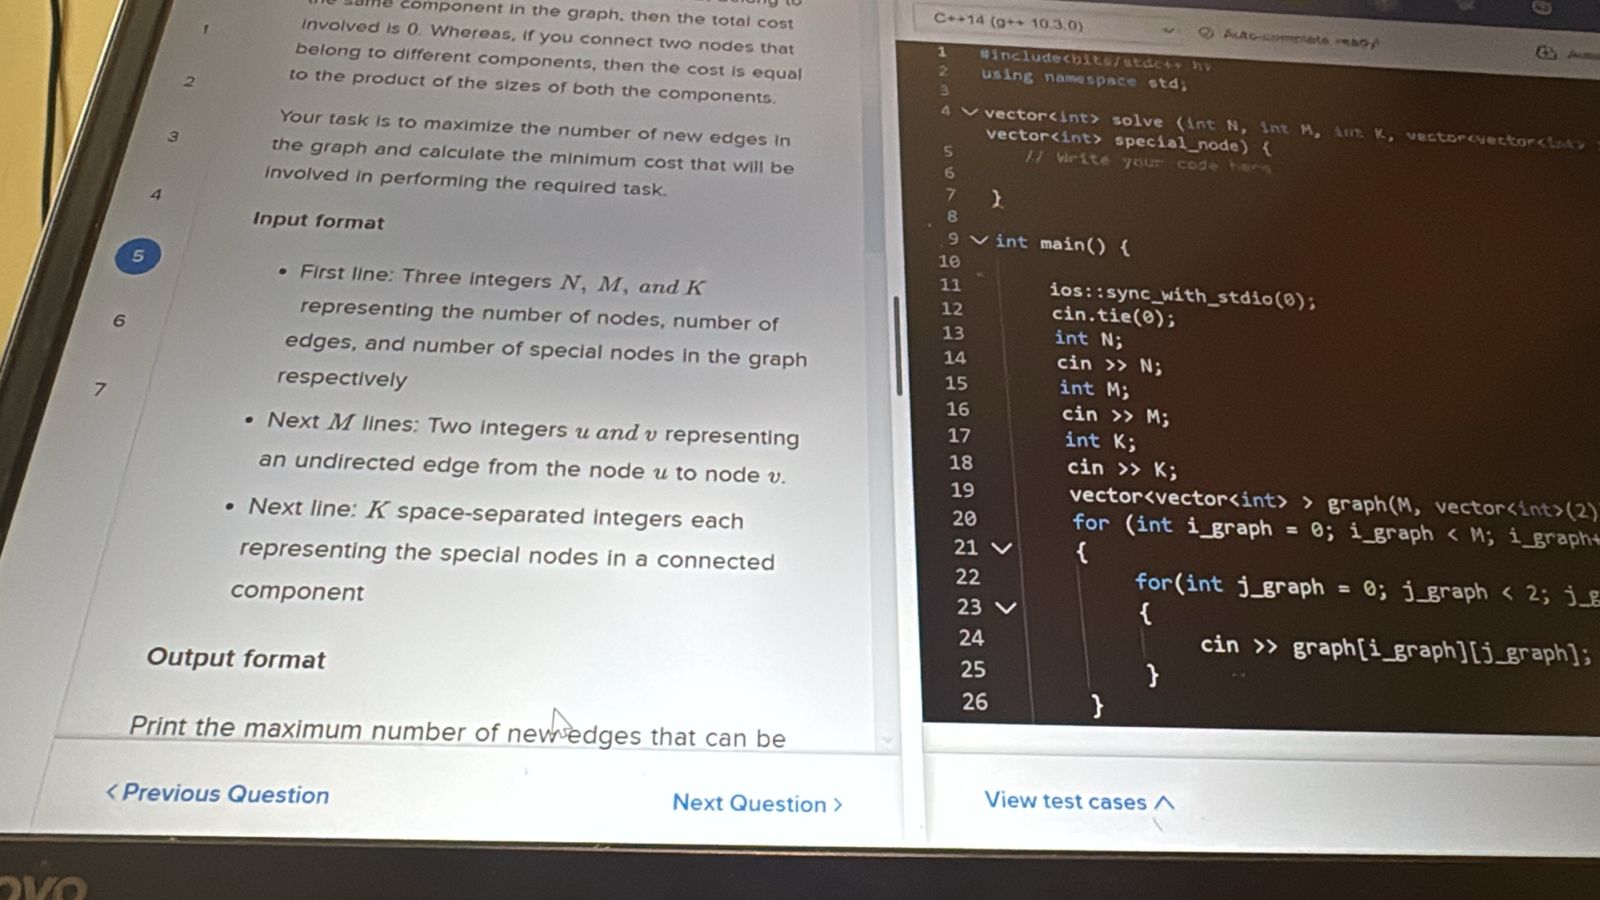 same component in the graph, then the total cost
involved is 0. Whereas, if you connect two nodes that
belong to different components, then the cost is equal
to the product of the sizes of both the components.
Your task is to maximize the number of new edges in
the graph and calculate the minimum cost that will be
involved in performing the required task.
Input format
• First line: Three integers N, M, and K
representing the number of nodes, number of
edges, and number of special nodes in the graph
respectively
• Next M lines: Two integers u and v representing
an undirected edge from the node u to node v.
• Next line: K space-separated integers each
representing the special nodes in a connected
component
Output format
Print the maximum number of new edges that can be
1
2
3
4
5
6
7
< Previous Question
Next Question >
C++14 (g++ 10.3.0)
Auto-complete ready!
1 #include<bits/stdc++.h>
2 using namespace std;
3
4 vector<int> solve (int N, int M, int K, vector<vector<int>
vector<int> special_node) {
5 // Write your code here
6
7 }
8
9 int main() {
10
11 ios::sync_with_stdio(0);
12 cin.tie(0);
13 int N;
14 cin >> N;
15 int M;
16 cin >> M;
17 int K;
18 cin >> K;
19 vector<vector<int> > graph(M, vector<int>(2)
20 for (int i_graph = 0; i_graph < M; i_graph+
21 {
22 for(int j_graph = 0; j_graph < 2; j_g
23 {
24 cin >> graph[i_graph][j_graph];
25 }
26 }
View test cases